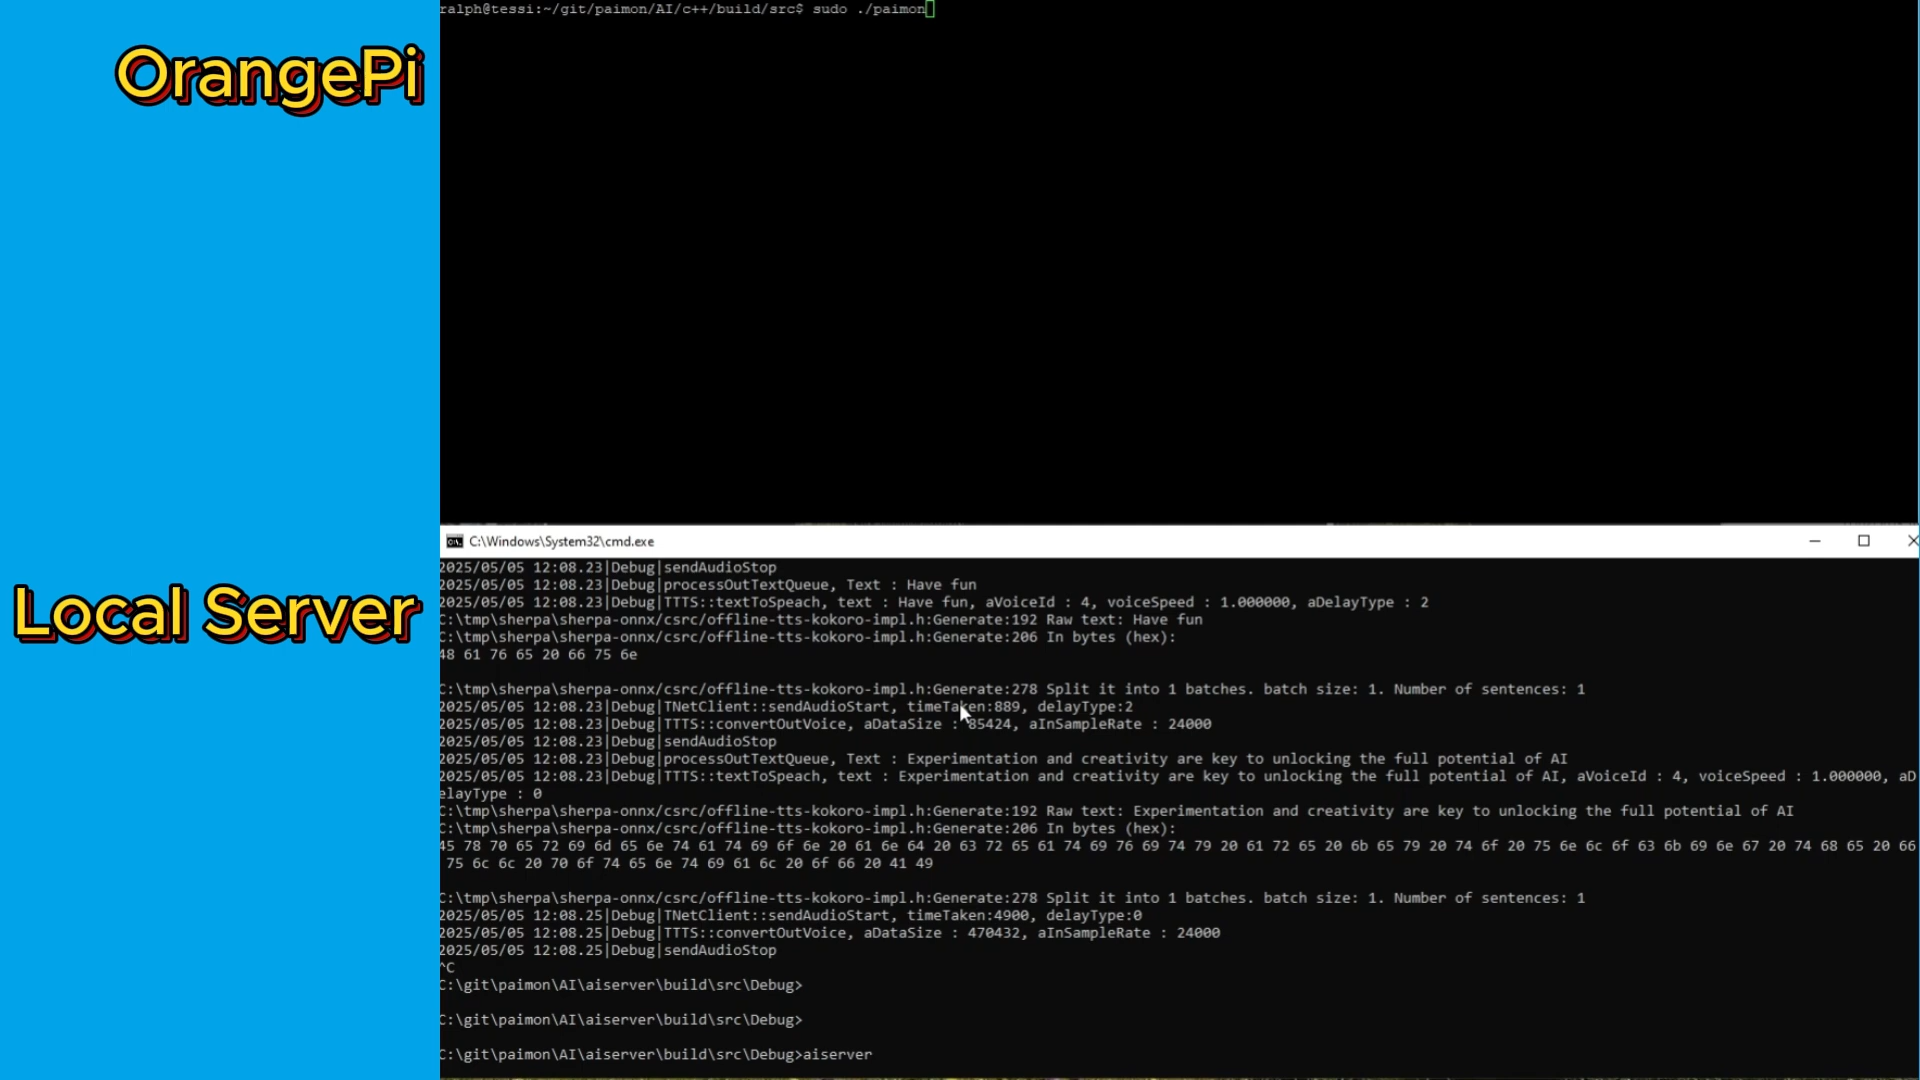 ralph@tessi:~/git/paimon/AI/c++/build/src$ sudo ./paimon
OrangePi
C:\Windows\System32\cmd.exe
2025/05/05 12:08.23|Debug|sendAudioStop
2025/05/05 12:08.23|Debug|processOutTextQueue, Text : Have fun
2025/05/05 12:08.23|Debug|TTTS::textToSpeach, text : Have fun, aVoiceId : 4, voiceSpeed : 1.000000, aDelayType : 2
C:\tmp\sherpa\sherpa-onnx/csrc/offline-tts-kokoro-impl.h:Generate:192 Raw text: Have fun
C:\tmp\sherpa\sherpa-onnx/csrc/offline-tts-kokoro-impl.h:Generate:206 In bytes (hex):
48 61 76 65 20 66 75 6e
Local Server
C:\tmp\sherpa\sherpa-onnx/csrc/offline-tts-kokoro-impl.h:Generate:278 Split it into 1 batches. batch size: 1. Number of sentences: 1
2025/05/05 12:08.23|Debug|TNetClient::sendAudioStart, timeTaken:889, delayType:2
2025/05/05 12:08.23|Debug|TTTS::convertOutVoice, aDataSize : 85424, aInSampleRate : 24000
2025/05/05 12:08.23|Debug|sendAudioStop
2025/05/05 12:08.23|Debug|processOutTextQueue, Text : Experimentation and creativity are key to unlocking the full potential of AI
2025/05/05 12:08.23|Debug|TTTS::textToSpeach, text : Experimentation and creativity are key to unlocking the full potential of AI, aVoiceId : 4, voiceSpeed : 1.000000, aD
elayType : 0
C:\tmp\sherpa\sherpa-onnx/csrc/offline-tts-kokoro-impl.h:Generate:192 Raw text: Experimentation and creativity are key to unlocking the full potential of AI
C:\tmp\sherpa\sherpa-onnx/csrc/offline-tts-kokoro-impl.h:Generate:206 In bytes (hex):
45 78 70 65 72 69 6d 65 6e 74 61 74 69 6f 6e 20 61 6e 64 20 63 72 65 61 74 69 76 69 74 79 20 61 72 65 20 6b 65 79 20 74 6f 20 75 6e 6c 6f 63 6b 69 6e 67 20 74 68 65 20 66
75 6c 6c 20 70 6f 74 65 6e 74 69 61 6c 20 6f 66 20 41 49
C:\tmp\sherpa\sherpa-onnx/csrc/offline-tts-kokoro-impl.h:Generate:278 Split it into 1 batches. batch size: 1. Number of sentences: 1
2025/05/05 12:08.25|Debug|TNetClient::sendAudioStart, timeTaken:4900, delayType:0
2025/05/05 12:08.25|Debug|TTTS::convertOutVoice, aDataSize : 470432, aInSampleRate : 24000
2025/05/05 12:08.25|Debug|sendAudioStop
^C
C:\git\paimon\AI\aiserver\build\src\Debug>
C:\git\paimon\AI\aiserver\build\src\Debug>
C:\git\paimon\AI\aiserver\build\src\Debug>aiserver